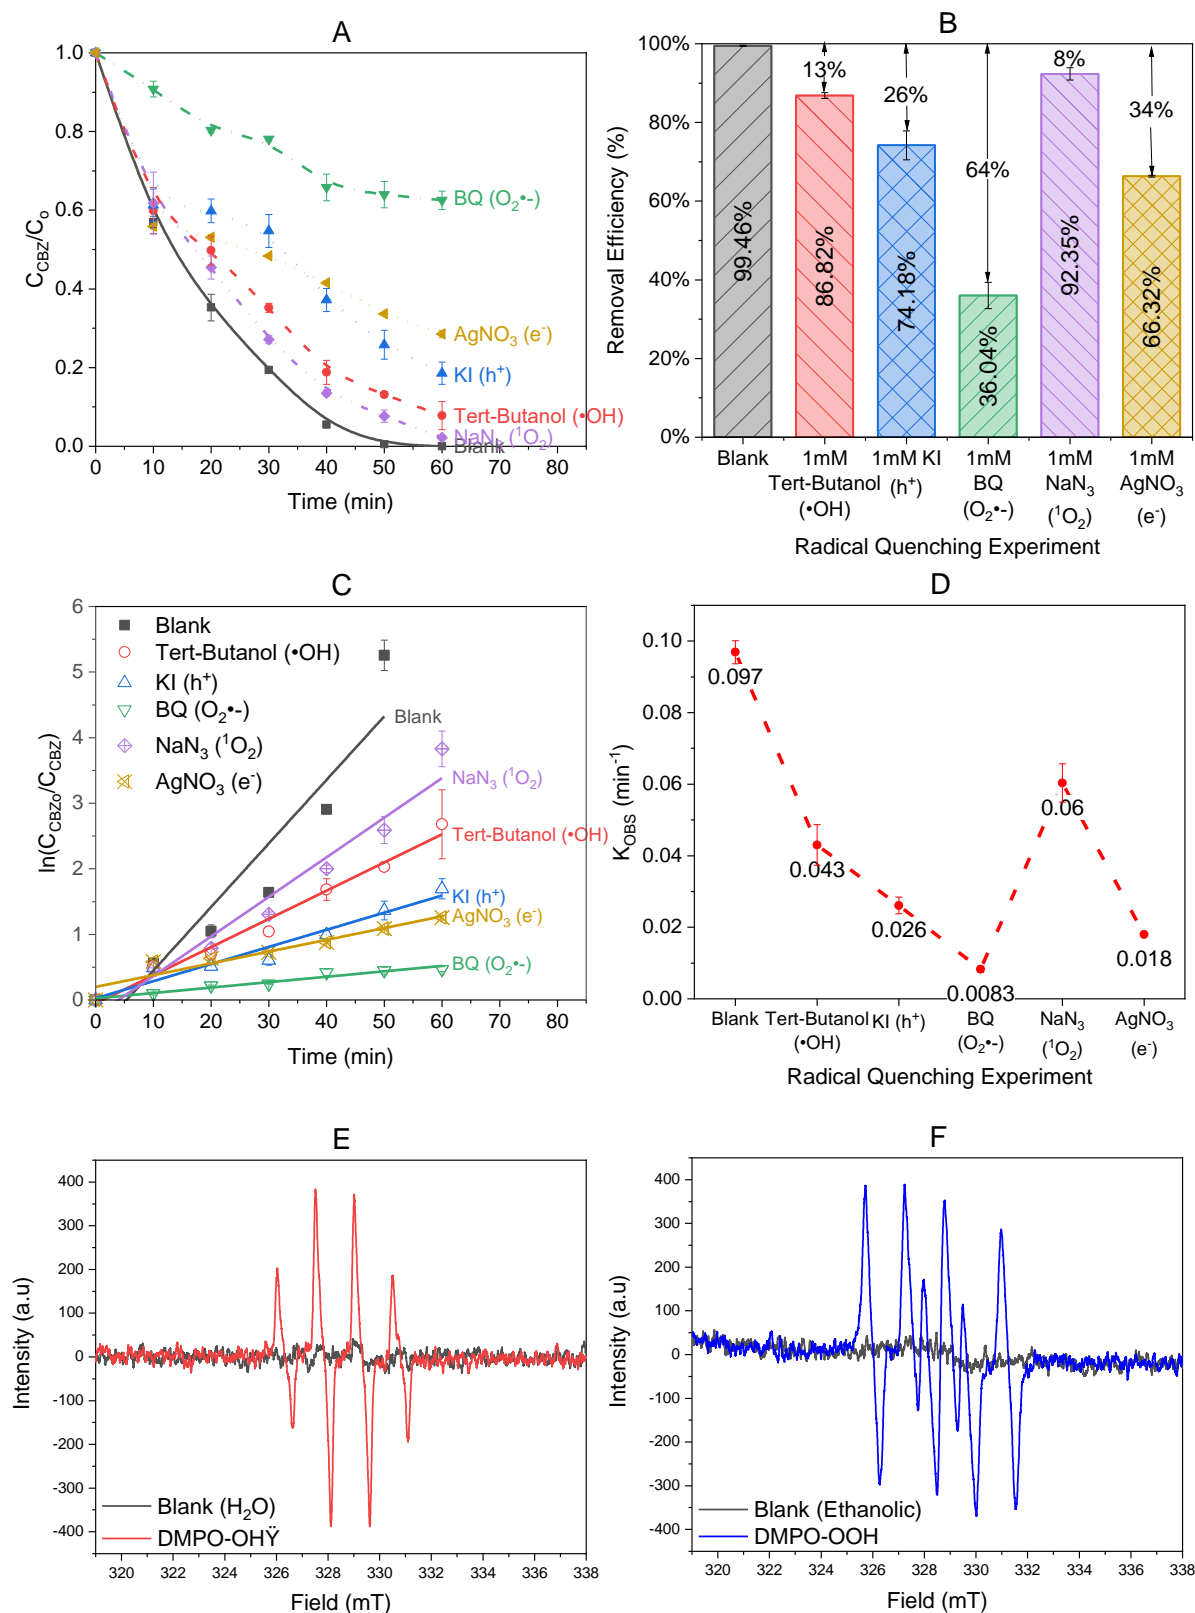 A
1.0
0.8
0.6
0.4
0.2
0.0
C_CBZ/C_o
BQ (O₂•-)
AgNO₃ (e⁻)
KI (h⁺)
Tert-Butanol (•OH)
NaN₃ (¹O₂)
Blank
0 10 20 30 40 50 60 70 80
Time (min)
B
100%
80%
60%
40%
20%
0%
Removal Efficiency (%)
13%
26%
64%
8%
34%
99.46%
86.82%
74.18%
36.04%
92.35%
66.32%
Blank
1mM
Tert-Butanol
(•OH)
1mM KI
(h⁺)
1mM
BQ
(O₂•-)
1mM
NaN₃
(¹O₂)
1mM
AgNO₃
(e⁻)
Radical Quenching Experiment
C
6
5
4
3
2
1
0
ln(C_CBZo/C_CBZ)
Blank
Tert-Butanol (•OH)
KI (h⁺)
BQ (O₂•-)
NaN₃ (¹O₂)
AgNO₃ (e⁻)
Blank
NaN₃ (¹O₂)
Tert-Butanol (•OH)
KI (h⁺)
AgNO₃ (e⁻)
BQ (O₂•-)
0 10 20 30 40 50 60 70 80
Time (min)
D
0.10
0.08
0.06
0.04
0.02
0.00
K_OBS (min⁻¹)
0.097
0.043
0.026
0.0083
0.06
0.018
Blank
Tert-Butanol
(•OH)
KI (h⁺)
BQ
(O₂•-)
NaN₃
(¹O₂)
AgNO₃
(e⁻)
Radical Quenching Experiment
E
400
300
200
100
0
-100
-200
-300
-400
Intensity (a.u)
Blank (H₂O)
DMPO-OHŸ
320 322 324 326 328 330 332 334 336 338
Field (mT)
F
400
300
200
100
0
-100
-200
-300
-400
Intensity (a.u)
Blank (Ethanolic)
DMPO-OOH
320 322 324 326 328 330 332 334 336 338
Field (mT)